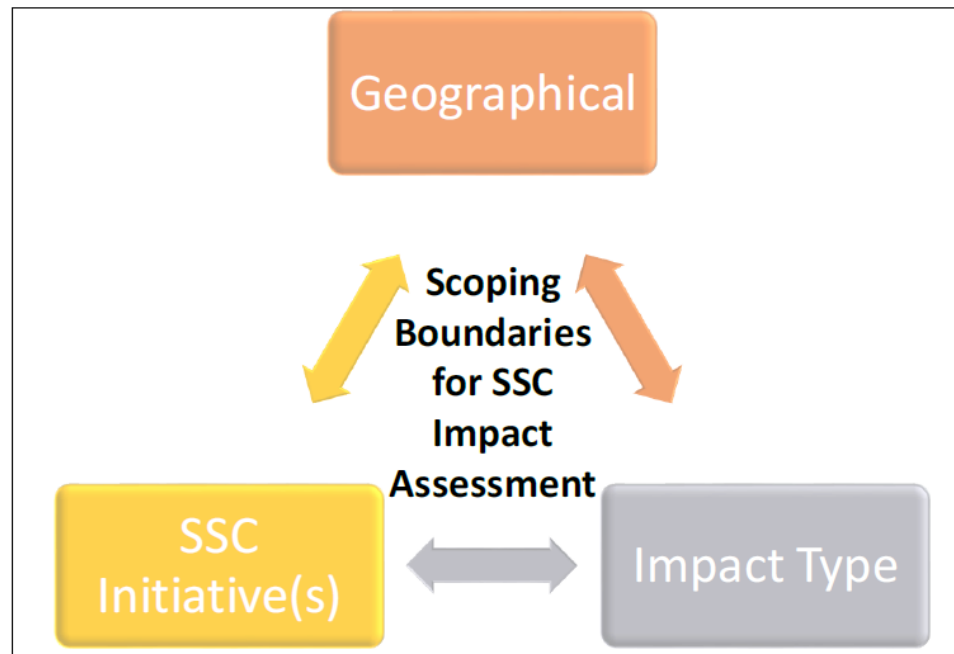 Geographical
Scoping
Boundaries
for SSC
Impact
Assessment
SSC
Initiative(s)
Impact Type